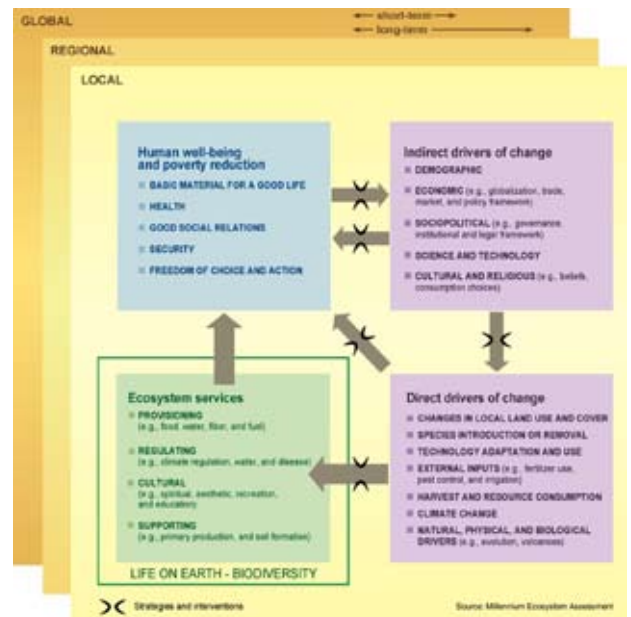 GLOBAL
short-term
long-term
REGIONAL
LOCAL
Human well-being
and poverty reduction
BASIC MATERIAL FOR A GOOD LIFE
HEALTH
GOOD SOCIAL RELATIONS
SECURITY
FREEDOM OF CHOICE AND ACTION
Indirect drivers of change
DEMOGRAPHIC
ECONOMIC (e.g., globalization, trade,
market, and policy framework)
SOCIOPOLITICAL (e.g., governance,
institutional and legal framework)
SCIENCE AND TECHNOLOGY
CULTURAL AND RELIGIOUS (e.g., beliefs,
consumption choices)
Ecosystem services
PROVISIONING
(e.g., food, water, fiber, and fuel)
REGULATING
(e.g., climate regulation, water, and disease)
CULTURAL
(e.g., spiritual, aesthetic, recreation,
and education)
SUPPORTING
(e.g., primary production, and soil formation)
LIFE ON EARTH - BIODIVERSITY
Direct drivers of change
CHANGES IN LOCAL LAND USE AND COVER
SPECIES INTRODUCTION OR REMOVAL
TECHNOLOGY ADAPTATION AND USE
EXTERNAL INPUTS (e.g., fertilizer use,
pest control, and irrigation)
HARVEST AND RESOURCE CONSUMPTION
CLIMATE CHANGE
NATURAL, PHYSICAL, AND BIOLOGICAL
DRIVERS (e.g., evolution, volcanoes)
Strategies and interventions
Source: Millennium Ecosystem Assessment